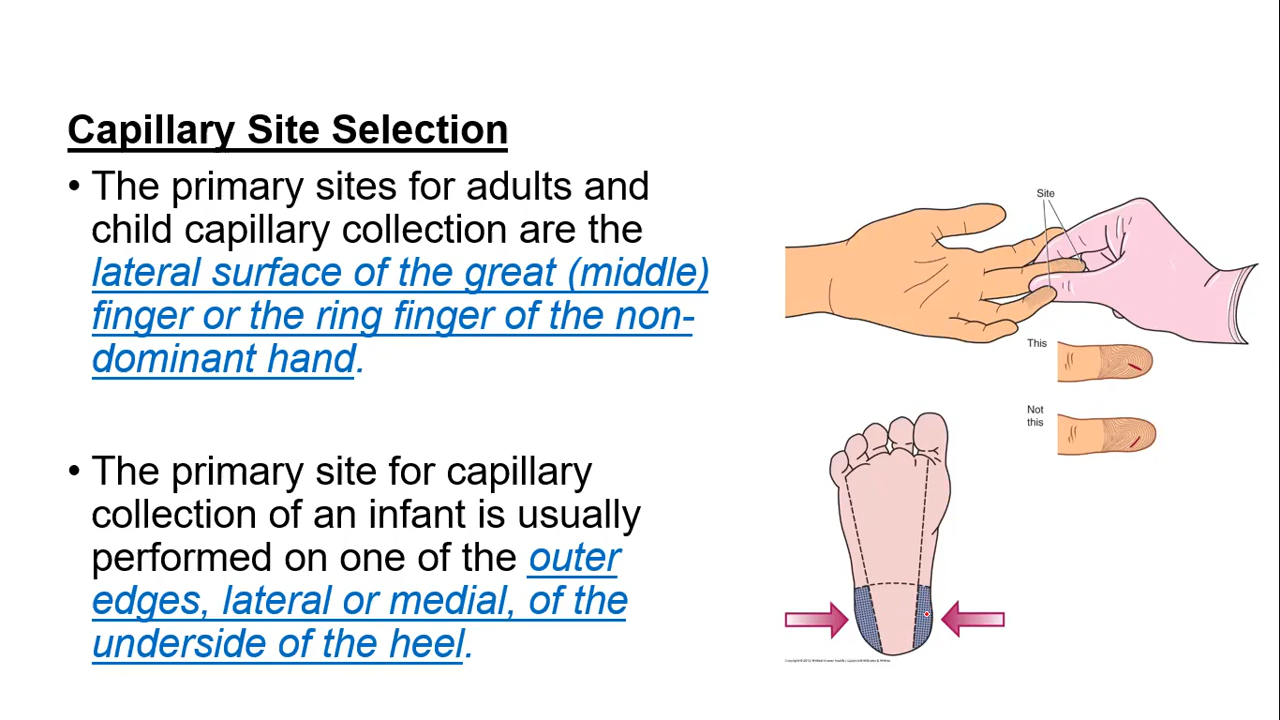 Capillary Site Selection
• The primary sites for adults and
child capillary collection are the
lateral surface of the great (middle)
finger or the ring finger of the non-
dominant hand.
• The primary site for capillary
collection of an infant is usually
performed on one of the outer
edges, lateral or medial, of the
underside of the heel.
Site
This
Not
this